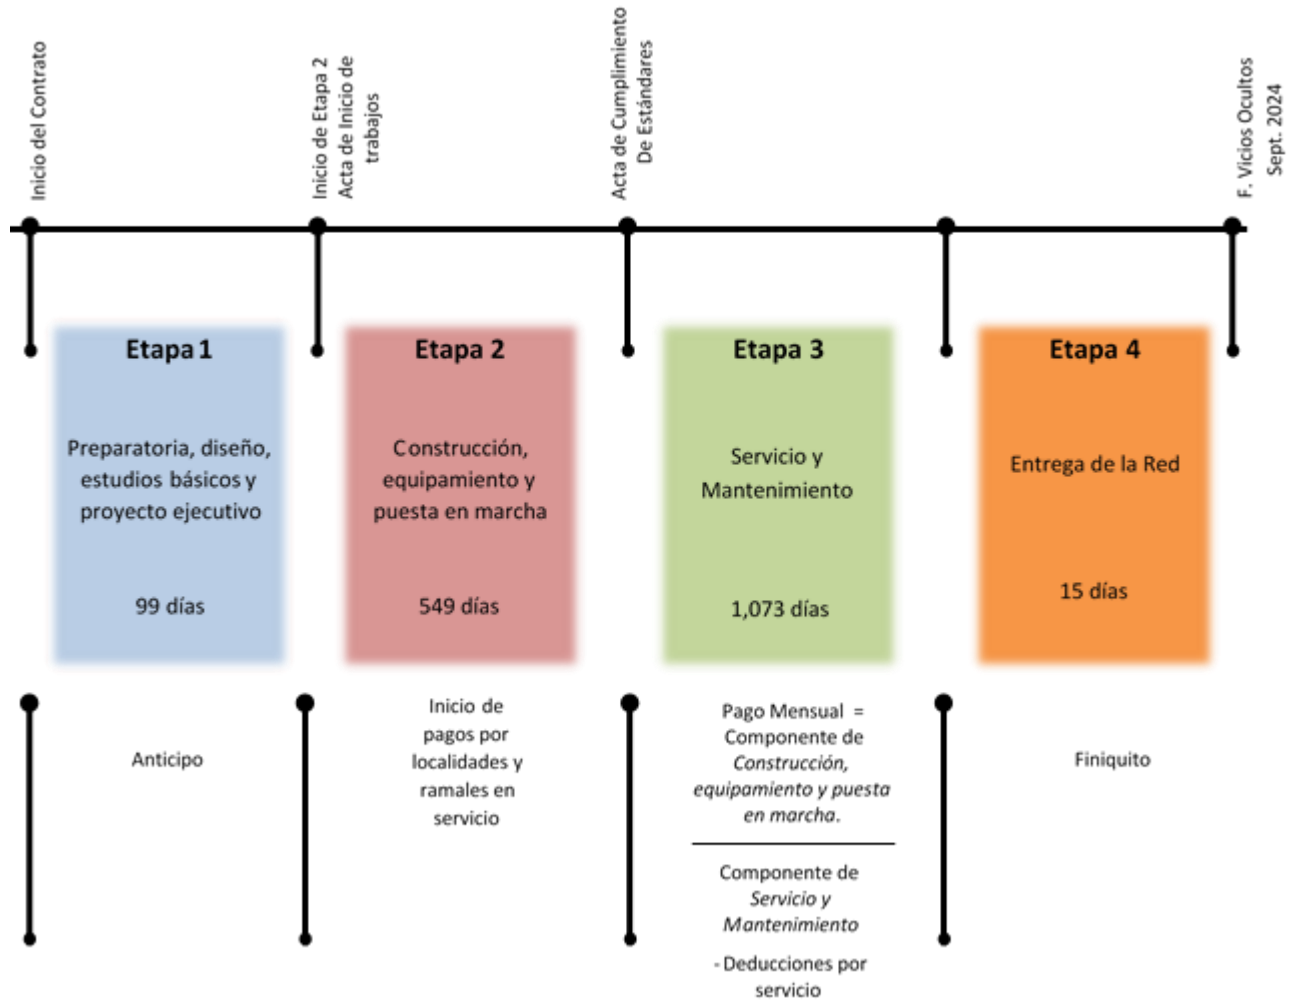 Inicio del Contrato
Inicio de Etapa 2
Acta de Inicio de
trabajos
Acta de Cumplimiento
De Estándares
F. Vicios Ocultos
Sept. 2024
Etapa 1
Preparatoria, diseño,
estudios básicos y
proyecto ejecutivo
99 días
Etapa 2
Construcción,
equipamiento y
puesta en marcha
549 días
Etapa 3
Servicio y
Mantenimiento
1,073 días
Etapa 4
Entrega de la Red
15 días
Anticipo
Inicio de
pagos por
localidades y
ramales en
servicio
Pago Mensual =
Componente de
Construcción,
equipamiento y puesta
en marcha.
Componente de
Servicio y
Mantenimiento
- Deducciones por
servicio
Finiquito